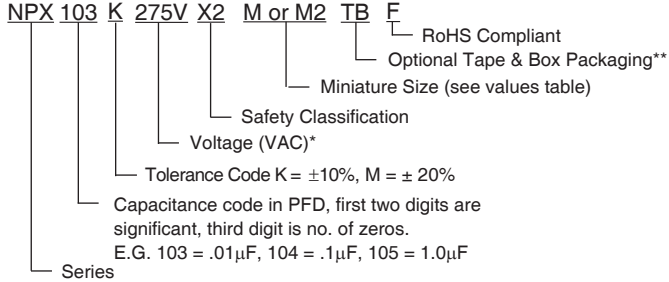 NPX 103 K 275V X2 M or M2 TB F
RoHS Compliant
Optional Tape & Box Packaging**
Miniature Size (see values table)
Safety Classification
Voltage (VAC)*
Tolerance Code K = ±10%, M = ± 20%
Capacitance code in PFD, first two digits are
significant, third digit is no. of zeros.
E.G. 103 = .01μF, 104 = .1μF, 105 = 1.0μF
Series